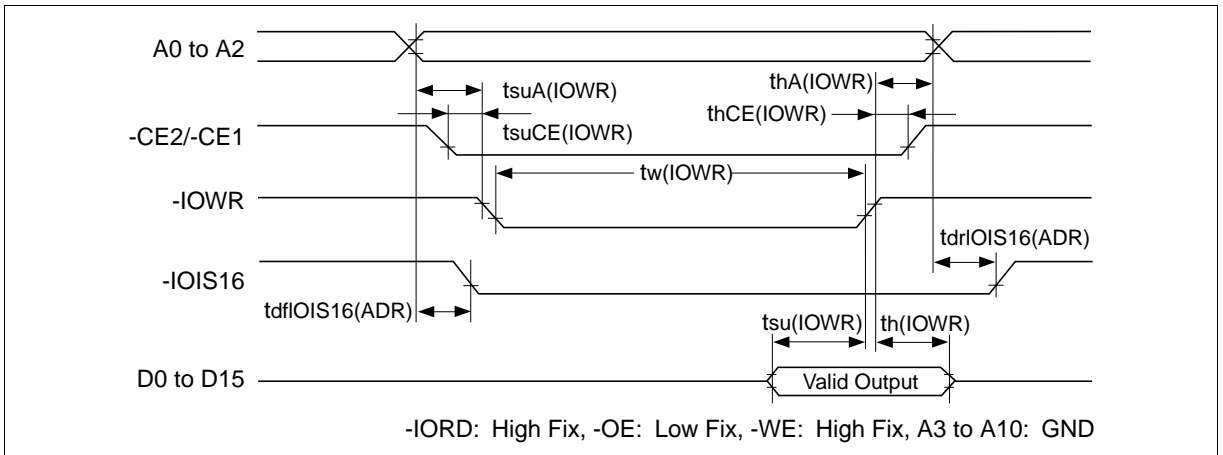 A0 to A2
tsuA(IOWR)
thA(IOWR)
thCE(IOWR)
-CE2/-CE1
tsuCE(IOWR)
tw(IOWR)
-IOWR
tdrIOIS16(ADR)
-IOIS16
tdfIOIS16(ADR)
tsu(IOWR)
th(IOWR)
D0 to D15
Valid Output
-IORD: High Fix, -OE: Low Fix, -WE: High Fix, A3 to A10: GND